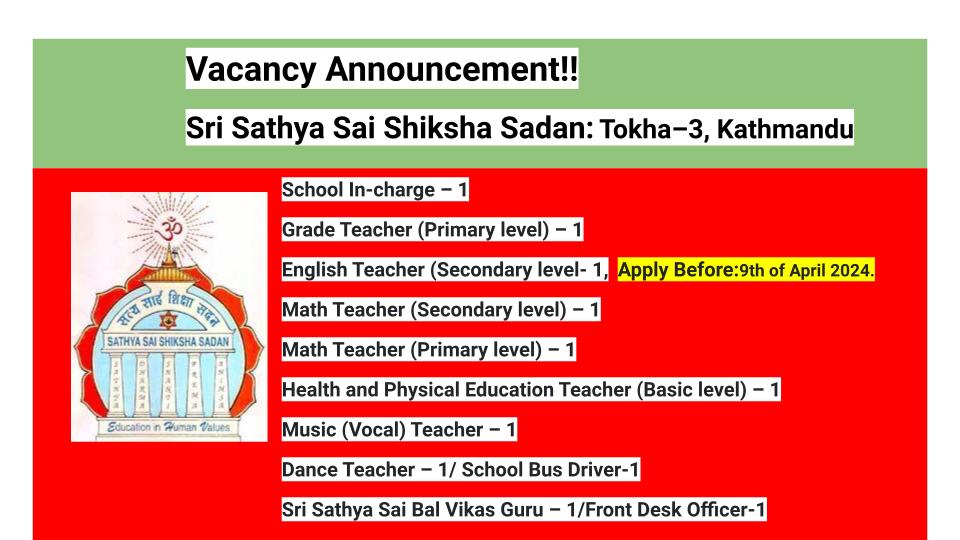 Vacancy Announcement!!
Sri Sathya Sai Shiksha Sadan: Tokha–3, Kathmandu
School In-charge – 1
Grade Teacher (Primary level) – 1
English Teacher (Secondary level- 1, Apply Before:9th of April 2024.
Math Teacher (Secondary level) – 1
Math Teacher (Primary level) – 1
Health and Physical Education Teacher (Basic level) – 1
Music (Vocal) Teacher – 1
Dance Teacher – 1/ School Bus Driver-1
Sri Sathya Sai Bal Vikas Guru – 1/Front Desk Officer-1
ॐ
सत्य साई शिक्षा सदन
SATHYA SAI SHIKSHA SADAN
SATHYA
DHARMA
SHANTI
PREMA
AHIMSA
Education in Human Values